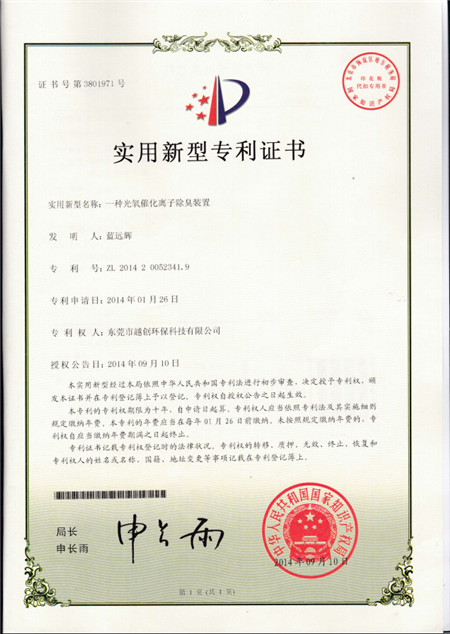 证书号第3801971号
印花税
代扣专用章
国家知识产权局
实用新型专利证书
实用新型名称：一种光氧催化离子除臭装置
发 明 人：蓝远辉
专 利 号：ZL 2014 2 0052341.9
专利申请日：2014年01月26日
专 利 权 人：东莞市越创环保科技有限公司
授权公告日：2014年09月10日
本实用新型经过本局依照中华人民共和国专利法进行初步审查，决定授予专利权，颁
发本证书并在专利登记簿上予以登记。专利权自授权公告之日起生效。
本专利的专利权期限为十年，自申请日起算。专利权人应当依照专利法及其实施细则
规定缴纳年费。本专利的年费应当在每年01月26日前缴纳。未按照规定缴纳年费的，专
利权自应当缴纳年费期满之日起终止。
专利证书记载专利权登记时的法律状况。专利权的转移、质押、无效、终止、恢复和
专利权人的姓名或名称、国籍、地址变更等事项记载在专利登记簿上。
局长
申长雨
申长雨
中华人民共和国国家知识产权局
2014年09月10日
第1页(共1页)